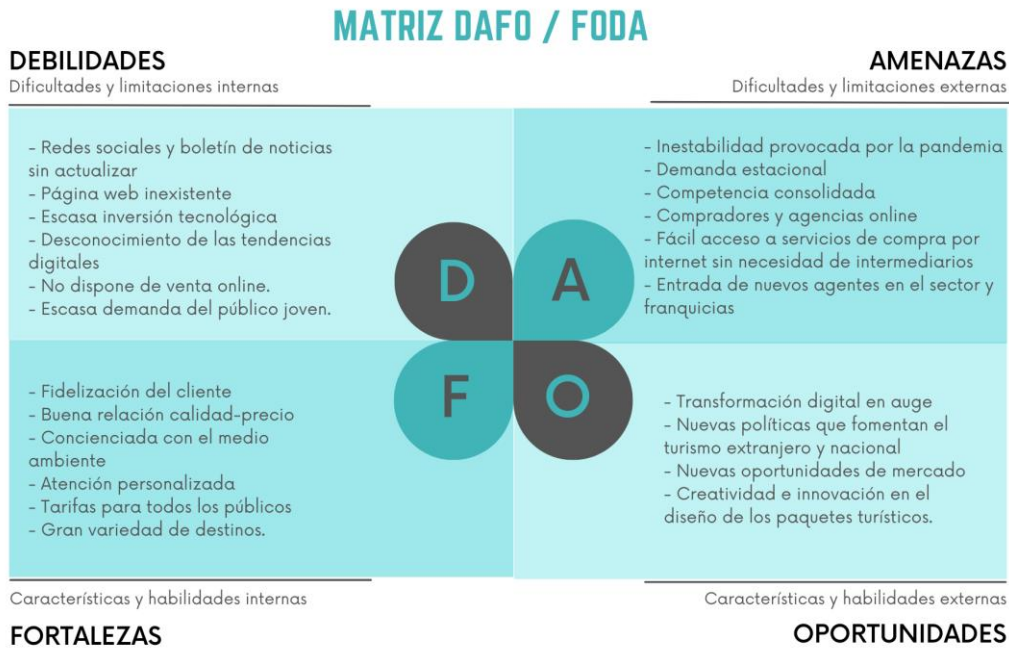 MATRIZ DAFO / FODA
DEBILIDADES
Dificultades y limitaciones internas
AMENAZAS
Dificultades y limitaciones externas
- Redes sociales y boletín de noticias
sin actualizar
- Página web inexistente
- Escasa inversión tecnológica
- Desconocimiento de las tendencias
digitales
- No dispone de venta online.
- Escasa demanda del público joven.
- Inestabilidad provocada por la pandemia
- Demanda estacional
- Competencia consolidada
- Compradores y agencias online
- Fácil acceso a servicios de compra por
internet sin necesidad de intermediarios
- Entrada de nuevos agentes en el sector y
franquicias
D
A
F
O
- Fidelización del cliente
- Buena relación calidad-precio
- Concienciada con el medio
ambiente
- Atención personalizada
- Tarifas para todos los públicos
- Gran variedad de destinos.
- Transformación digital en auge
- Nuevas políticas que fomentan el
turismo extranjero y nacional
- Nuevas oportunidades de mercado
- Creatividad e innovación en el
diseño de los paquetes turísticos.
Características y habilidades internas
FORTALEZAS
Características y habilidades externas
OPORTUNIDADES